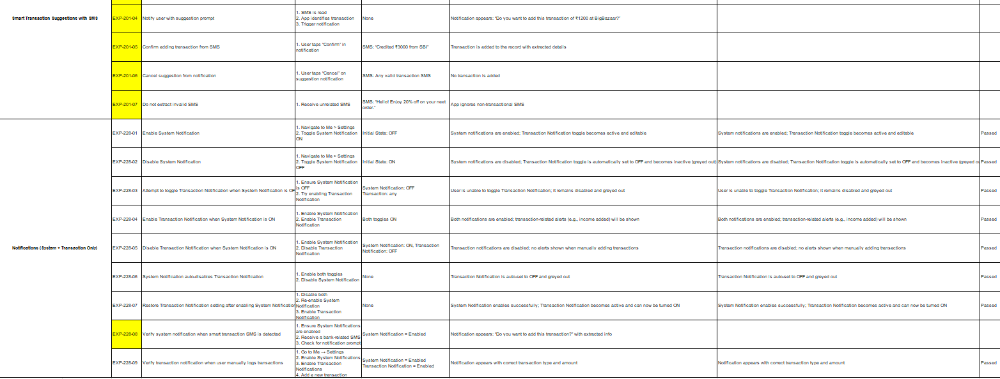 Smart Transaction Suggestions with SMS
EXP-201-04
Notify user with suggestion prompt
1. SMS is read
2. App identifies transaction
3. Trigger notification
None
Notification appears: "Do you want to add this transaction of ₹1200 at BigBazaar?"
EXP-201-05
Confirm adding transaction from SMS
1. User taps "Confirm" in
notification
SMS: "Credited ₹3000 from SBI"
Transaction is added to the record with extracted details
EXP-201-06
Cancel suggestion from notification
1. User taps "Cancel" on
suggestion notification
SMS: Any valid transaction SMS
No transaction is added
EXP-201-07
Do not extract invalid SMS
1. Receive unrelated SMS
SMS: "Hello! Enjoy 20% off on your next
order."
App ignores non-transactional SMS
Notifications (System + Transaction Only)
EXP-228-01
Enable System Notification
1. Navigate to Me > Settings
2. Toggle System Notification
ON
Initial State: OFF
System notifications are enabled; Transaction Notification toggle becomes active and editable
System notifications are enabled; Transaction Notification toggle becomes active and editable
Passed
EXP-228-02
Disable System Notification
1. Navigate to Me > Settings
2. Toggle System Notification
OFF
Initial State: ON
System notifications are disabled; Transaction Notification toggle is automatically set to OFF and becomes inactive (greyed out)
System notifications are disabled; Transaction Notification toggle is automatically set to OFF and becomes inactive (greyed ou
Passed
EXP-228-03
Attempt to toggle Transaction Notification when System Notification is OF
1. Ensure System Notification
is OFF
2. Try enabling Transaction
Notification
System Notification: OFF
Transaction: any
User is unable to toggle Transaction Notification; it remains disabled and greyed out
User is unable to toggle Transaction Notification; it remains disabled and greyed out
Passed
EXP-228-04
Enable Transaction Notification when System Notification is ON
1. Enable System Notification
2. Enable Transaction
Notification
Both toggles ON
Both notifications are enabled; transaction-related alerts (e.g., income added) will be shown
Both notifications are enabled; transaction-related alerts (e.g., income added) will be shown
Passed
EXP-228-05
Disable Transaction Notification when System Notification is ON
1. Enable System Notification
2. Disable Transaction
Notification
System Notification: ON, Transaction
Notification: OFF
Transaction notifications are disabled; no alerts shown when manually adding transactions
Transaction notifications are disabled; no alerts shown when manually adding transactions
Passed
EXP-228-06
System Notification auto-disables Transaction Notification
1. Enable both toggles
2. Disable System Notification
None
Transaction Notification is auto-set to OFF and greyed out
Transaction Notification is auto-set to OFF and greyed out
Passed
EXP-228-07
Restore Transaction Notification setting after enabling System Notification
1. Disable both
2. Re-enable System
Notification
3. Enable Transaction
Notification
None
System Notification enables successfully; Transaction Notification becomes active and can now be turned ON
System Notification enables successfully; Transaction Notification becomes active and can now be turned ON
Passed
EXP-228-08
Verify system notification when smart transaction SMS is detected
1. Ensure System Notifications
are enabled
2. Receive a bank-related SMS
3. Check for notification prompt
System Notification = Enabled
Notification appears: "Do you want to add this transaction?" with extracted info
EXP-228-09
Verify transaction notification when user manually logs transactions
1. Go to Me → Settings
2. Enable System Notifications
3. Enable Transaction
Notifications
4. Add a new transaction
System Notification = Enabled
Transaction Notification = Enabled
Notification appears with correct transaction type and amount
Notification appears with correct transaction type and amount
Passed